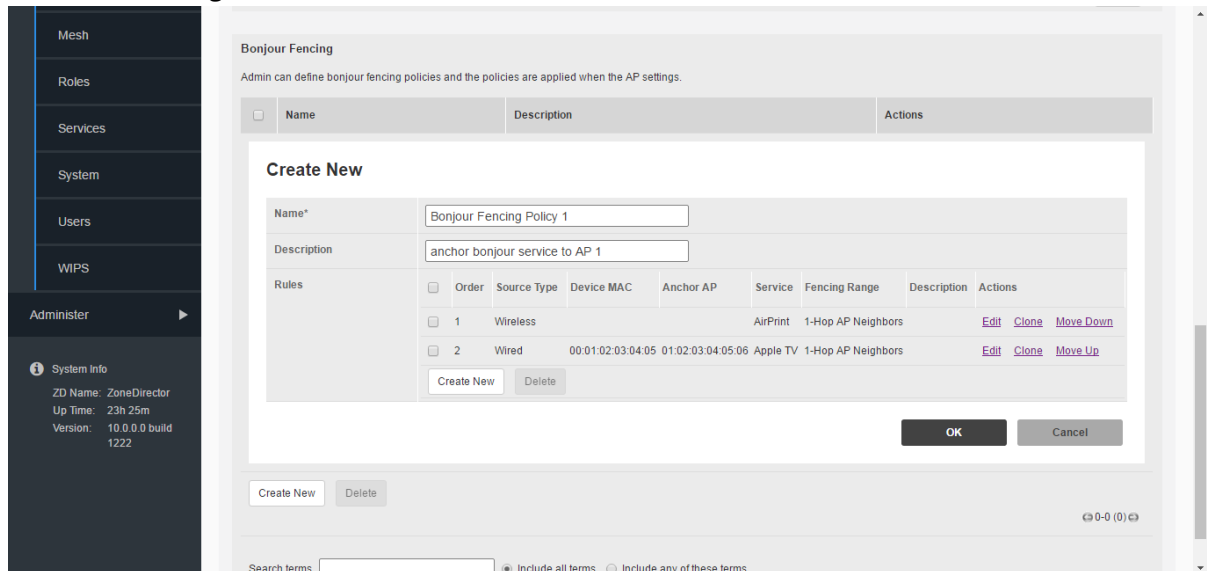 Mesh
Roles
Services
System
Users
WIPS
Administer
System Info
ZD Name: ZoneDirector
Up Time: 23h 25m
Version: 10.0.0.0 build
1222
Bonjour Fencing
Admin can define bonjour fencing policies and the policies are applied when the AP settings.
Name Description Actions
Create New
Name* Bonjour Fencing Policy 1
Description anchor bonjour service to AP 1
Rules Order Source Type Device MAC Anchor AP Service Fencing Range Description Actions
1 Wireless AirPrint 1-Hop AP Neighbors Edit Clone Move Down
2 Wired 00:01:02:03:04:05 01:02:03:04:05:06 Apple TV 1-Hop AP Neighbors Edit Clone Move Up
Create New Delete
OK Cancel
Create New Delete
0-0 (0)
Search terms Include all terms Include any of these terms